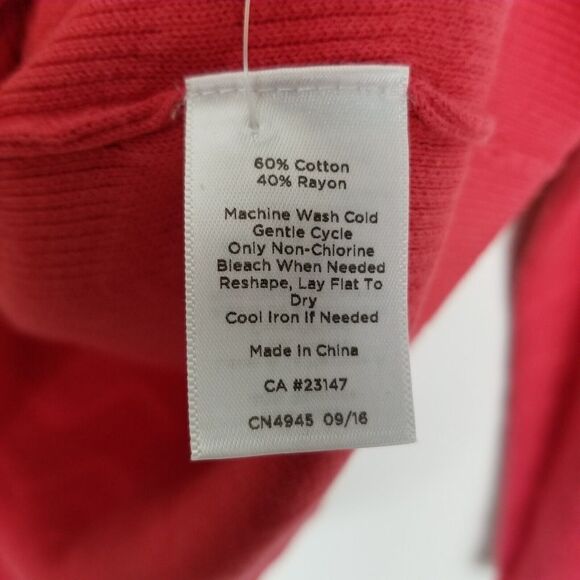 60% Cotton
40% Rayon
Machine Wash Cold
Gentle Cycle
Only Non-Chlorine
Bleach When Needed
Reshape, Lay Flat To
Dry
Cool Iron If Needed
Made in China
CA #23147
CN4945 09/16